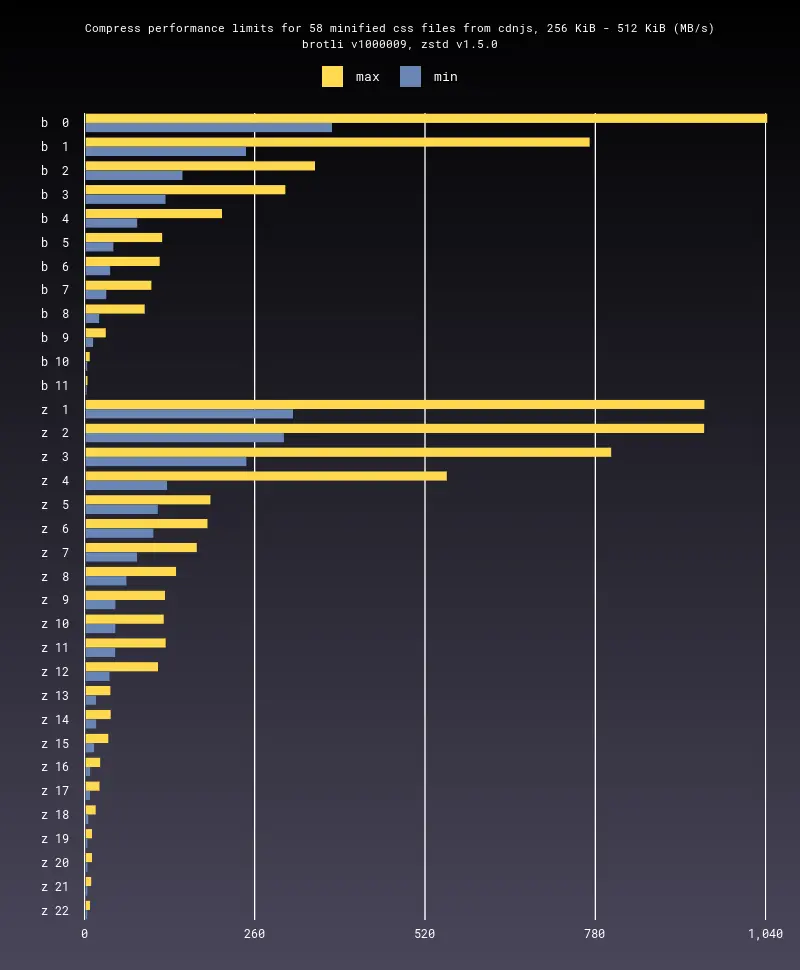 Compress performance limits for 58 minified css files from cdnjs, 256 KiB - 512 KiB (MB/s)
brotli v1000009, zstd v1.5.0
max min
b 0
b 1
b 2
b 3
b 4
b 5
b 6
b 7
b 8
b 9
b 10
b 11
z 1
z 2
z 3
z 4
z 5
z 6
z 7
z 8
z 9
z 10
z 11
z 12
z 13
z 14
z 15
z 16
z 17
z 18
z 19
z 20
z 21
z 22
0 260 520 780 1,040